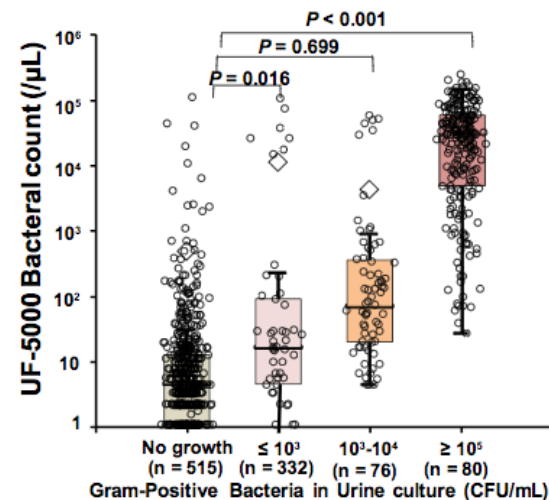 P < 0.001
P = 0.699
P = 0.016
UF-5000 Bacteral count (/μL)
10⁶
10⁵
10⁴
10³
10²
10
1
No growth ≤ 10³ 10³-10⁴ ≥ 10⁵
(n = 515) (n = 332) (n = 76) (n = 80)
Gram-Positive Bacteria in Urine culture (CFU/mL)